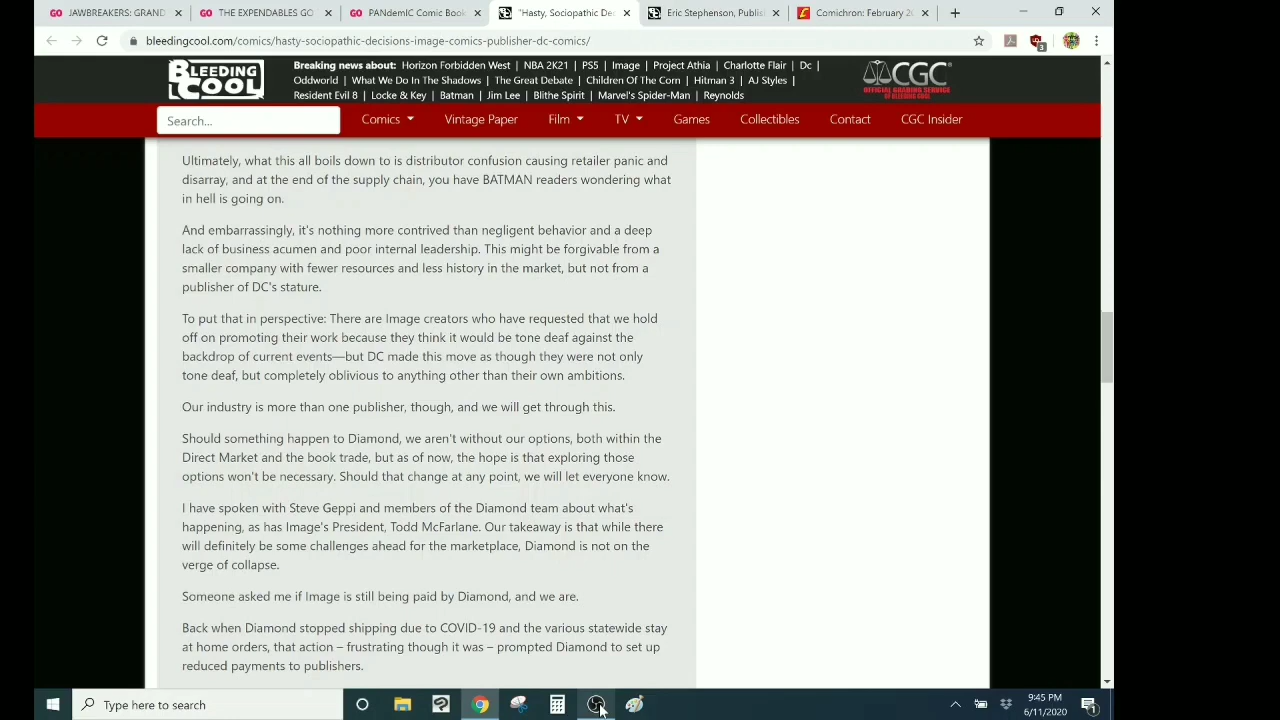 JAWBREAKERS: GRAND
THE EXPENDABLES GO
PANdemIC Comic Book
"Hasty, Sociopathic De
Eric Stephenson, Publis
Comichron: February 20
bleedingcool.com/comics/hasty-sociopathic-decisions-image-comics-publisher-dc-comics/
3
BLEEDING COOL
Breaking news about: Horizon Forbidden West | NBA 2K21 | PS5 | Image | Project Athia | Charlotte Flair | Dc |
Oddworld | What We Do In The Shadows | The Great Debate | Children Of The Corn | Hitman 3 | AJ Styles |
Resident Evil 8 | Locke & Key | Batman | Jim Lee | Blithe Spirit | Marvel's Spider-Man | Reynolds
CGC
OFFICIAL GRADING SERVICE
OF BLEEDING COOL
Search...
Comics
Vintage Paper
Film
TV
Games
Collectibles
Contact
CGC Insider
Ultimately, what this all boils down to is distributor confusion causing retailer panic and
disarray, and at the end of the supply chain, you have BATMAN readers wondering what
in hell is going on.
And embarrassingly, it's nothing more contrived than negligent behavior and a deep
lack of business acumen and poor internal leadership. This might be forgivable from a
smaller company with fewer resources and less history in the market, but not from a
publisher of DC's stature.
To put that in perspective: There are Image creators who have requested that we hold
off on promoting their work because they think it would be tone deaf against the
backdrop of current events—but DC made this move as though they were not only
tone deaf, but completely oblivious to anything other than their own ambitions.
Our industry is more than one publisher, though, and we will get through this.
Should something happen to Diamond, we aren't without our options, both within the
Direct Market and the book trade, but as of now, the hope is that exploring those
options won't be necessary. Should that change at any point, we will let everyone know.
I have spoken with Steve Geppi and members of the Diamond team about what's
happening, as has Image's President, Todd McFarlane. Our takeaway is that while there
will definitely be some challenges ahead for the marketplace, Diamond is not on the
verge of collapse.
Someone asked me if Image is still being paid by Diamond, and we are.
Back when Diamond stopped shipping due to COVID-19 and the various statewide stay
at home orders, that action – frustrating though it was – prompted Diamond to set up
reduced payments to publishers.
Type here to search
9:45 PM
6/11/2020
1